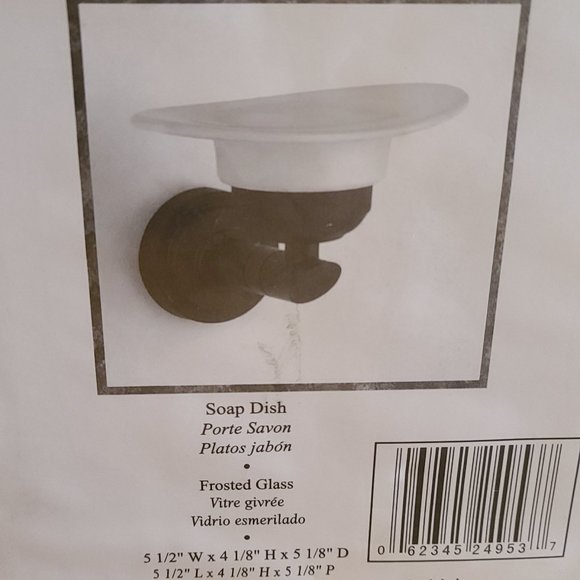 Soap Dish
Porte Savon
Platos jabón
•
Frosted Glass
Vitre givrée
Vidrio esmerilado
•
5 1/2" W x 4 1/8" H x 5 1/8" D
5 1/2" L x 4 1/8" H x 5 1/8" P
0 62345 24953 7